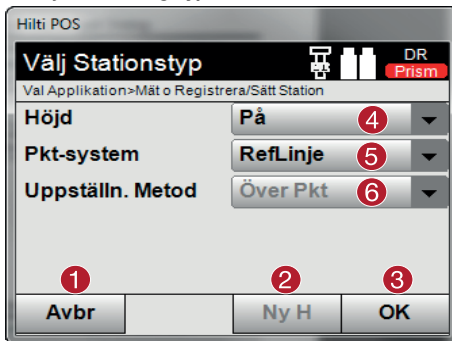 Hilti POS
Välj Stationstyp
DR
Prism
Val Applikation>Mät o Registrera/Sätt Station
Höjd På 4
Pkt-system RefLinje 5
Uppställn. Metod Över Pkt 6
1 2 3
Avbr Ny H OK